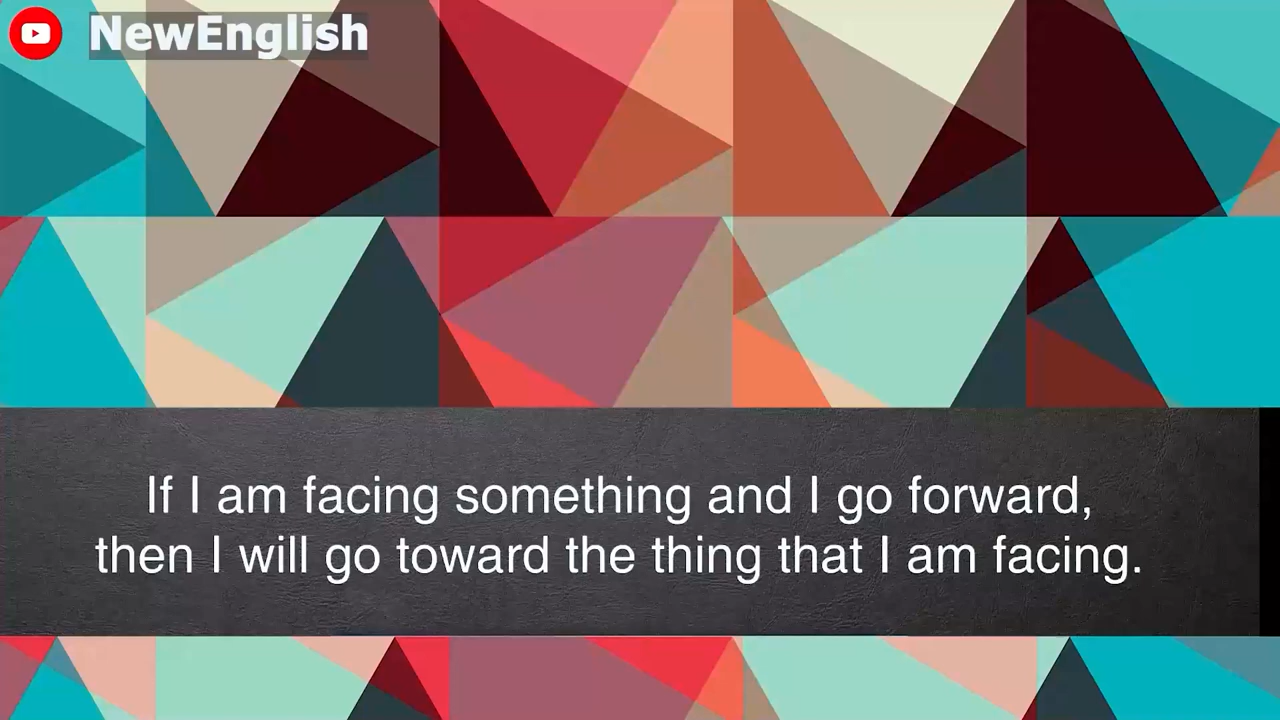 NewEnglish
If I am facing something and I go forward,
then I will go toward the thing that I am facing.